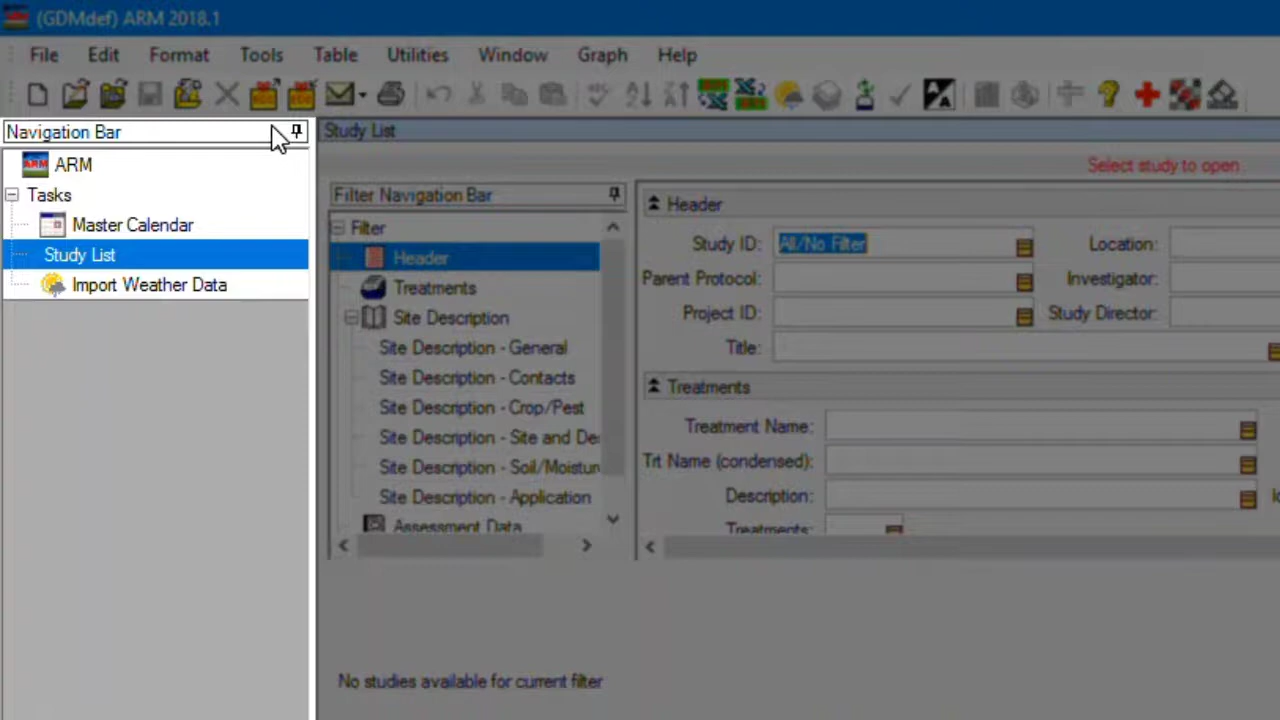 (GDMdef) ARM 2018.1
File Edit Format Tools Table Utilities Window Graph Help
Navigation Bar
ARM
Tasks
Master Calendar
Study List
Import Weather Data
Study List
Select study to open
Filter Navigation Bar
Filter
Header
Treatments
Site Description
Site Description - General
Site Description - Contacts
Site Description - Crop/Pest
Site Description - Site and De
Site Description - Soil/Moistur
Site Description - Application
Assessment Data
Header
Study ID: All/No Filter Location:
Parent Protocol: Investigator:
Project ID: Study Director:
Title:
Treatments
Treatment Name:
Trt Name (condensed):
Description:
Treatments:
No studies available for current filter